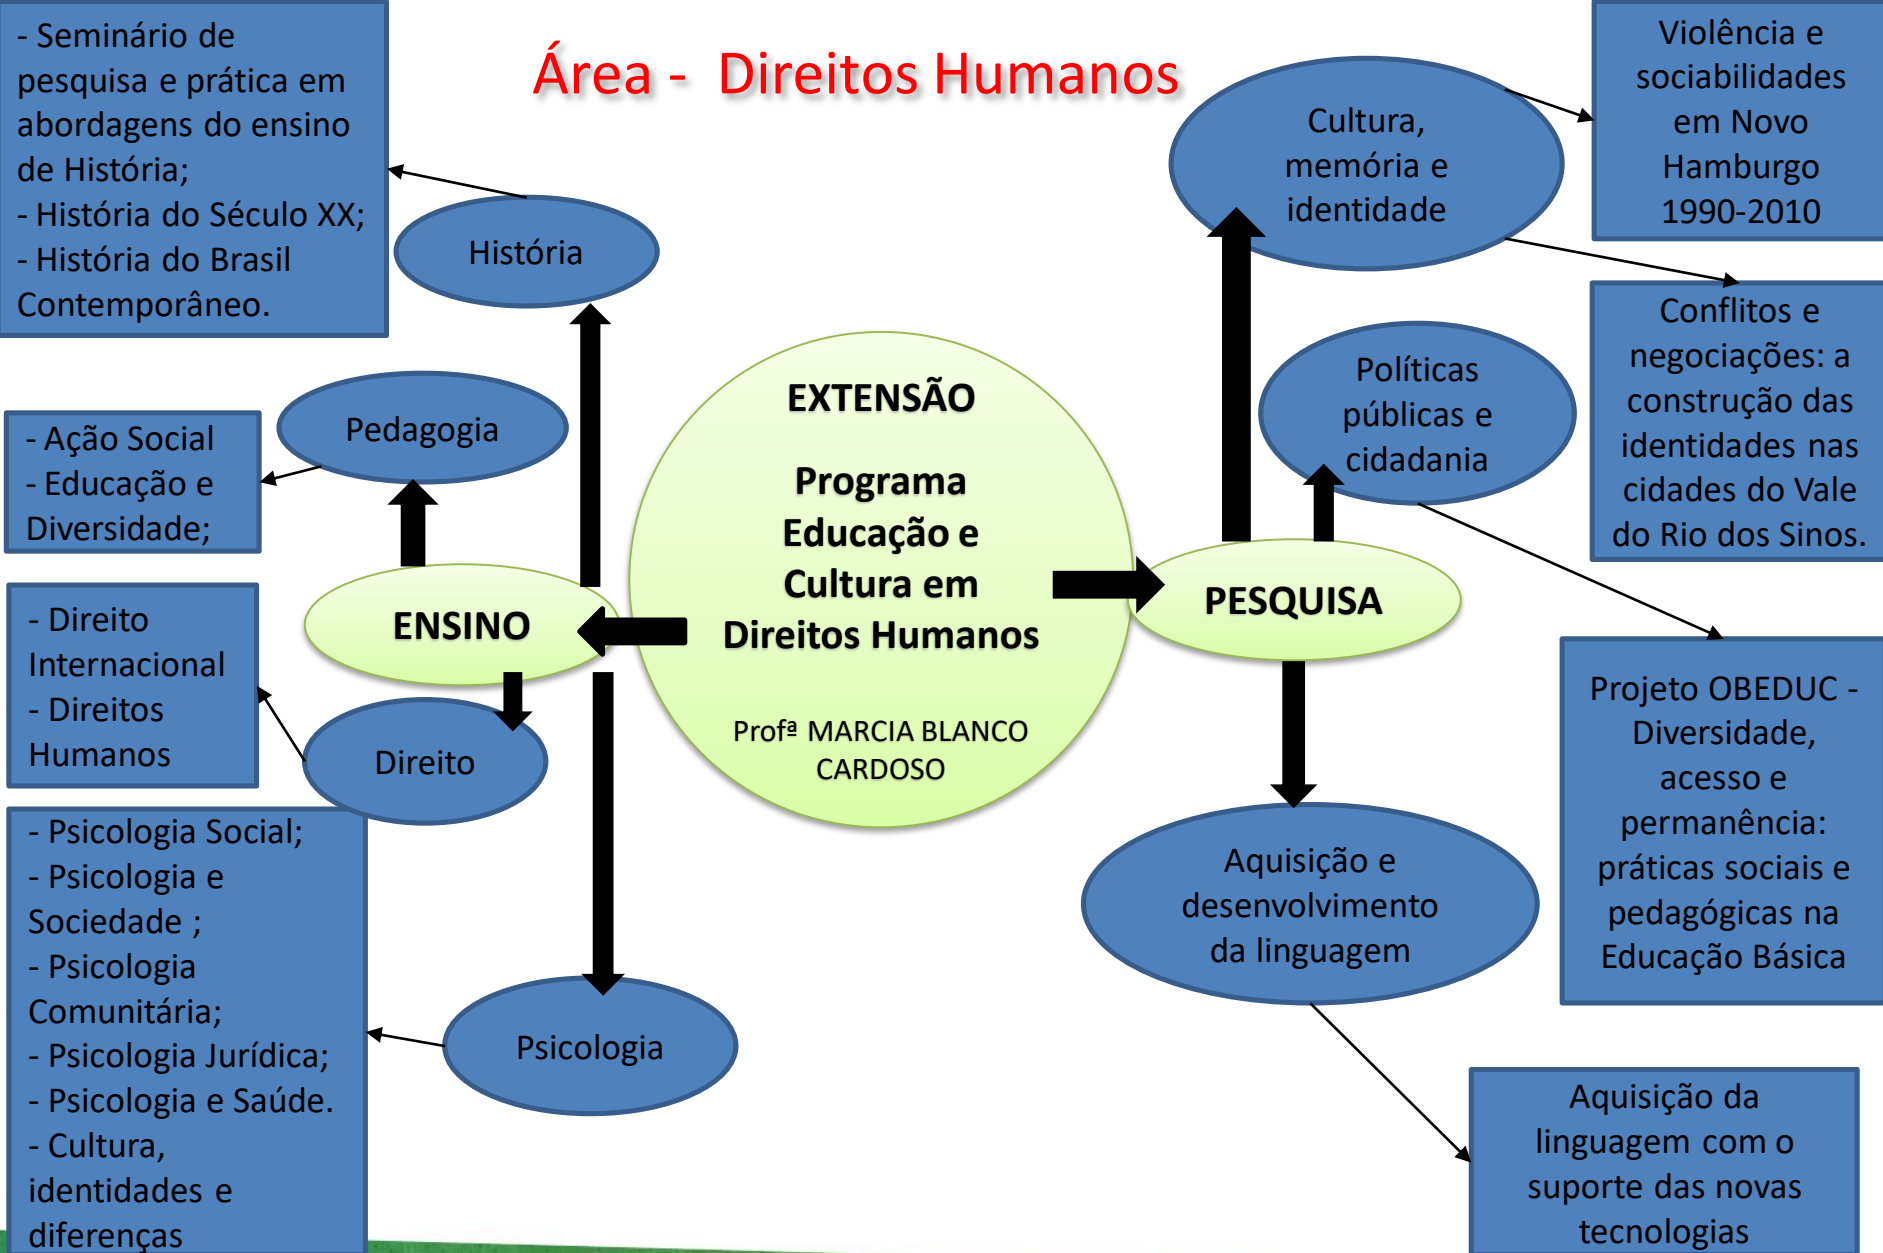 Área - Direitos Humanos
- Seminário de
pesquisa e prática em
abordagens do ensino
de História;
- História do Século XX;
- História do Brasil
Contemporâneo.
História
Pedagogia
- Ação Social
- Educação e
Diversidade;
ENSINO
- Direito
Internacional
- Direitos
Humanos
Direito
- Psicologia Social;
- Psicologia e
Sociedade ;
- Psicologia
Comunitária;
- Psicologia Jurídica;
- Psicologia e Saúde.
- Cultura,
identidades e
diferenças
Psicologia
EXTENSÃO
Programa
Educação e
Cultura em
Direitos Humanos
Profª MARCIA BLANCO
CARDOSO
PESQUISA
Cultura,
memória e
identidade
Violência e
sociabilidades
em Novo
Hamburgo
1990-2010
Conflitos e
negociações: a
construção das
identidades nas
cidades do Vale
do Rio dos Sinos.
Políticas
públicas e
cidadania
Projeto OBEDUC -
Diversidade,
acesso e
permanência:
práticas sociais e
pedagógicas na
Educação Básica
Aquisição e
desenvolvimento
da linguagem
Aquisição da
linguagem com o
suporte das novas
tecnologias